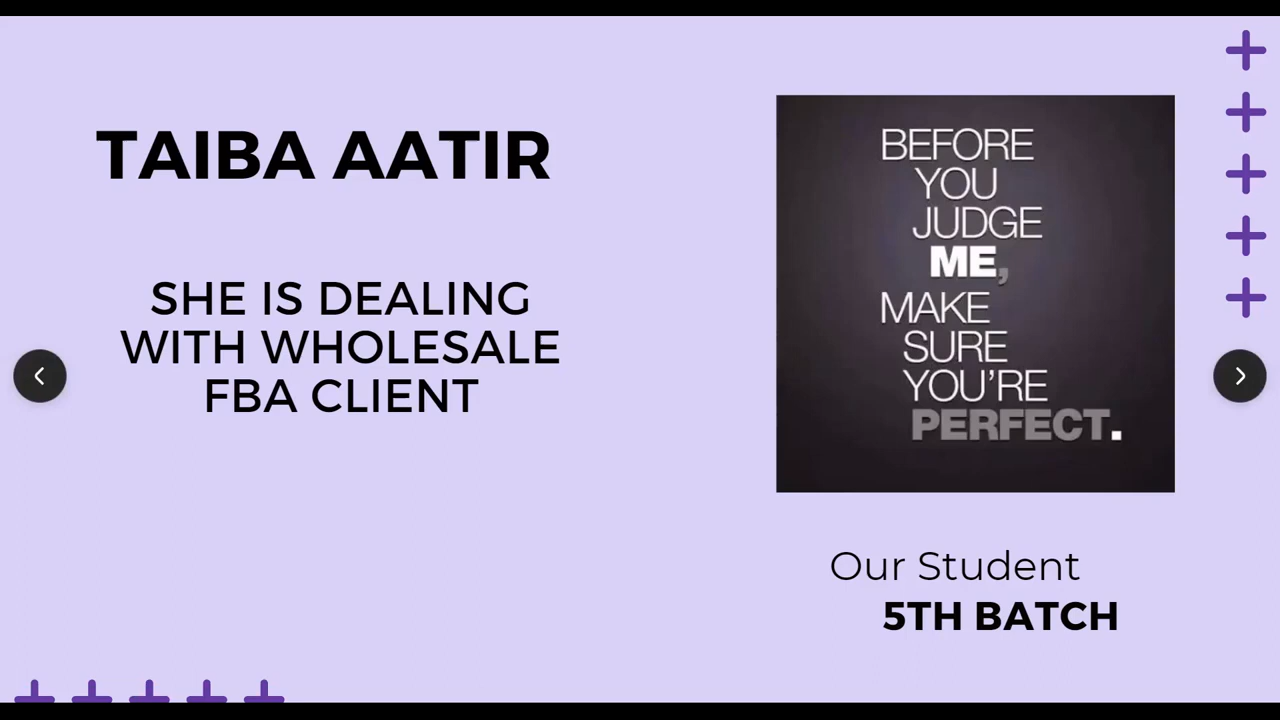 TAIBA AATIR
SHE IS DEALING
WITH WHOLESALE
FBA CLIENT
BEFORE
YOU
JUDGE
ME,
MAKE
SURE
YOU'RE
PERFECT.
Our Student
5TH BATCH